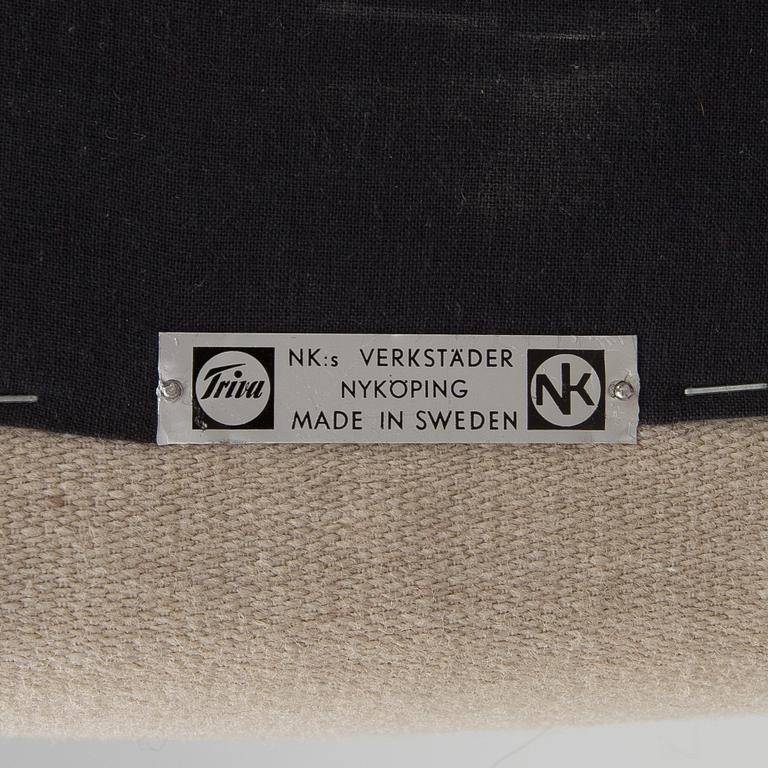 Triva
NK:s VERKSTÄDER
NYKÖPING
MADE IN SWEDEN
NK